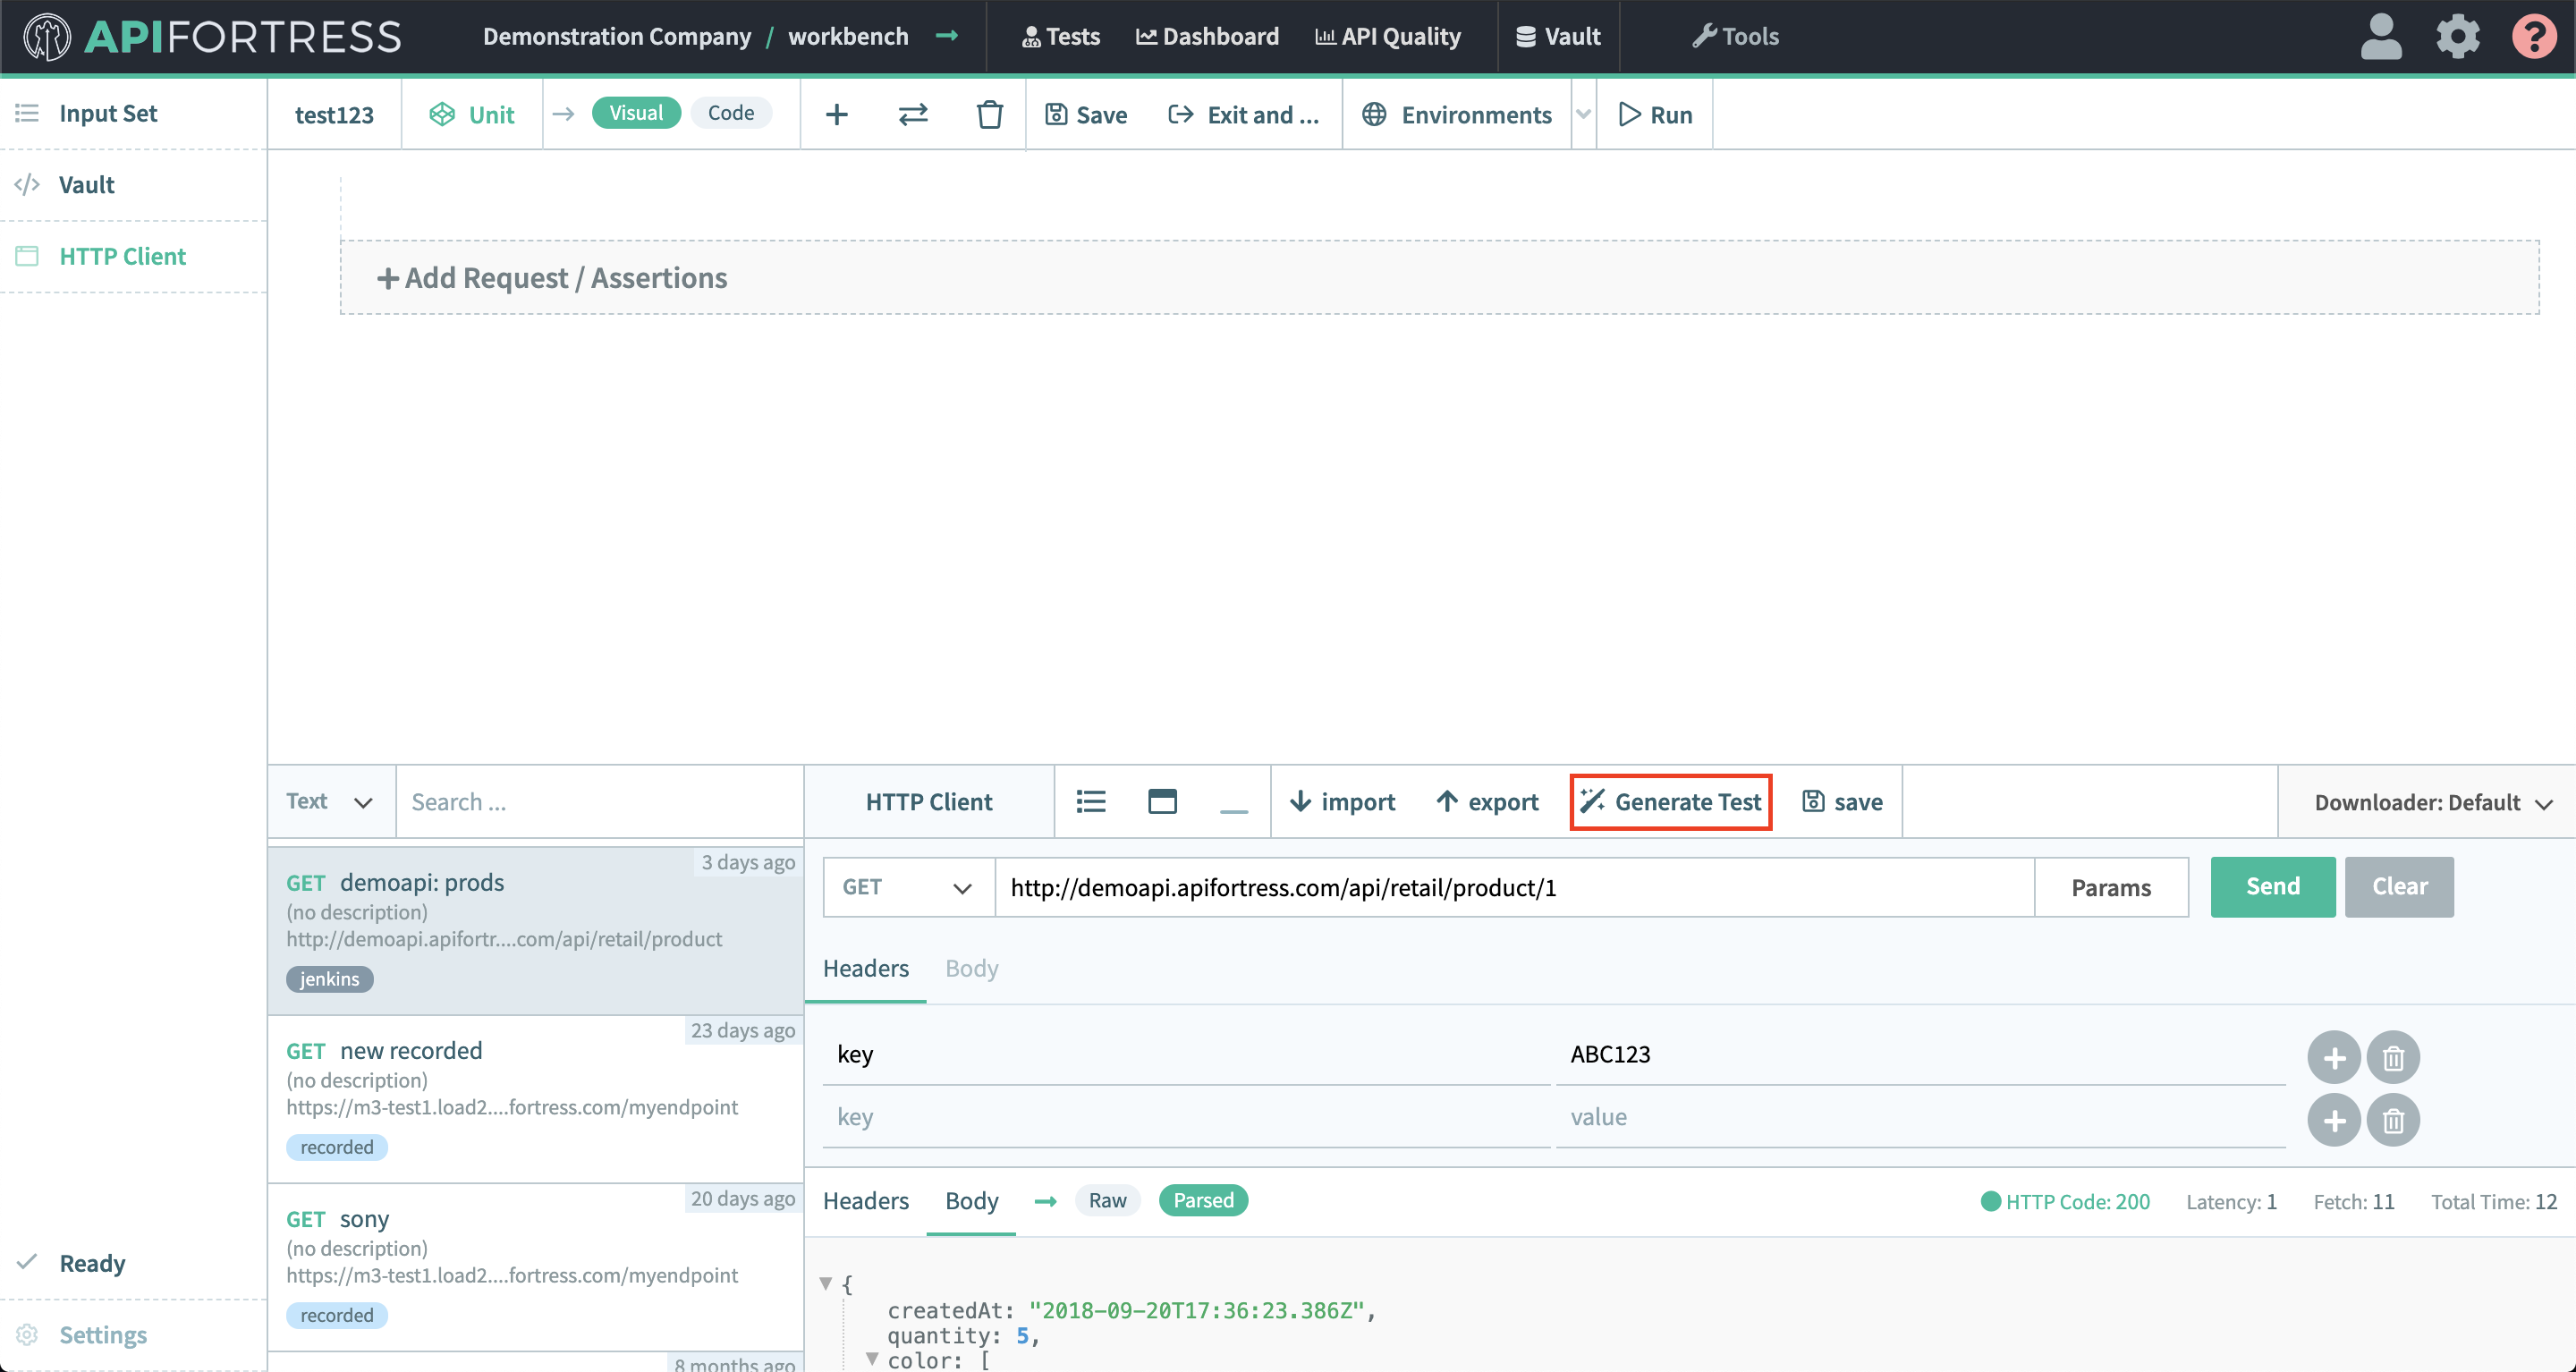 APIFORTRESS
Demonstration Company / workbench
Tests
Dashboard
API Quality
Vault
Tools
?
Input Set
Vault
HTTP Client
test123
Unit
Visual
Code
Save
Exit and ...
Environments
Run
+ Add Request / Assertions
Text
Search ...
HTTP Client
import
export
Generate Test
save
Downloader: Default
3 days ago
GET demoapi: prods
(no description)
http://demoapi.apifortr....com/api/retail/product
jenkins
23 days ago
GET new recorded
(no description)
https://m3-test1.load2....fortress.com/myendpoint
recorded
20 days ago
GET sony
(no description)
https://m3-test1.load2....fortress.com/myendpoint
recorded
8 months ago
GET
http://demoapi.apifortress.com/api/retail/product/1
Params
Send
Clear
Headers
Body
key
ABC123
key
value
Headers
Body
Raw
Parsed
HTTP Code: 200
Latency: 1
Fetch: 11
Total Time: 12
{
createdAt: "2018-09-20T17:36:23.386Z",
quantity: 5,
color: [
Ready
Settings